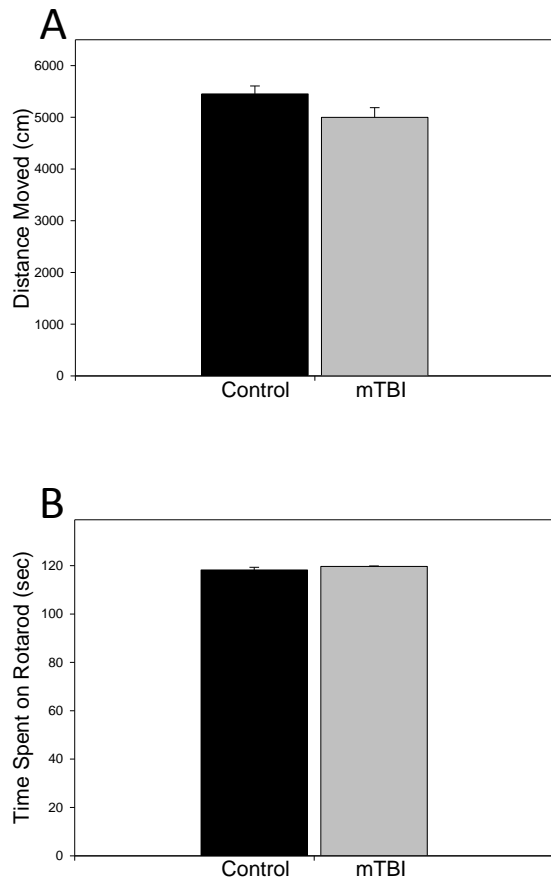 A
Distance Moved (cm)
6000
5000
4000
3000
2000
1000
0
Control mTBI
B
Time Spent on Rotarod (sec)
120
100
80
60
40
20
0
Control mTBI